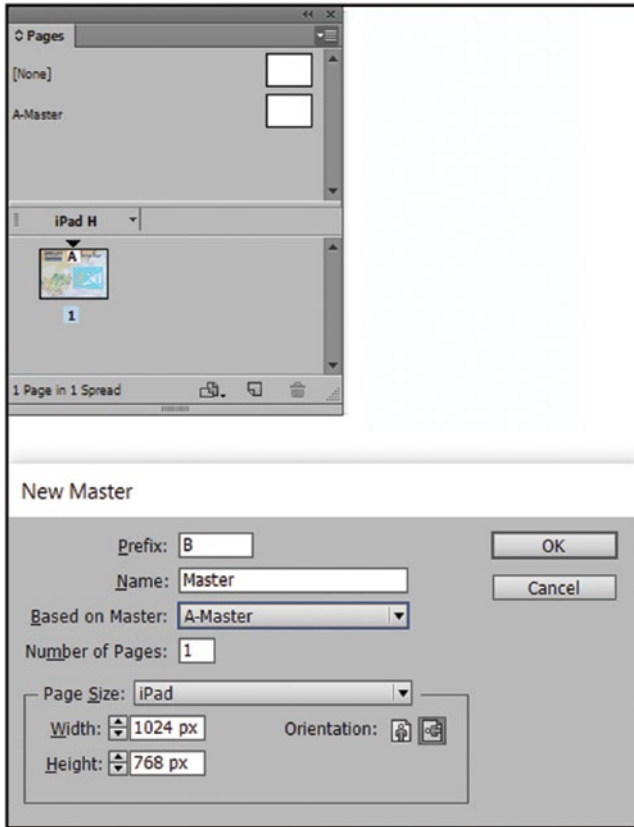 Pages
[None]
A-Master
iPad H
A
1
1 Page in 1 Spread
New Master
Prefix: B
OK
Name: Master
Cancel
Based on Master: A-Master
Number of Pages: 1
Page Size: iPad
Width: 1024 px
Orientation:
Height: 768 px